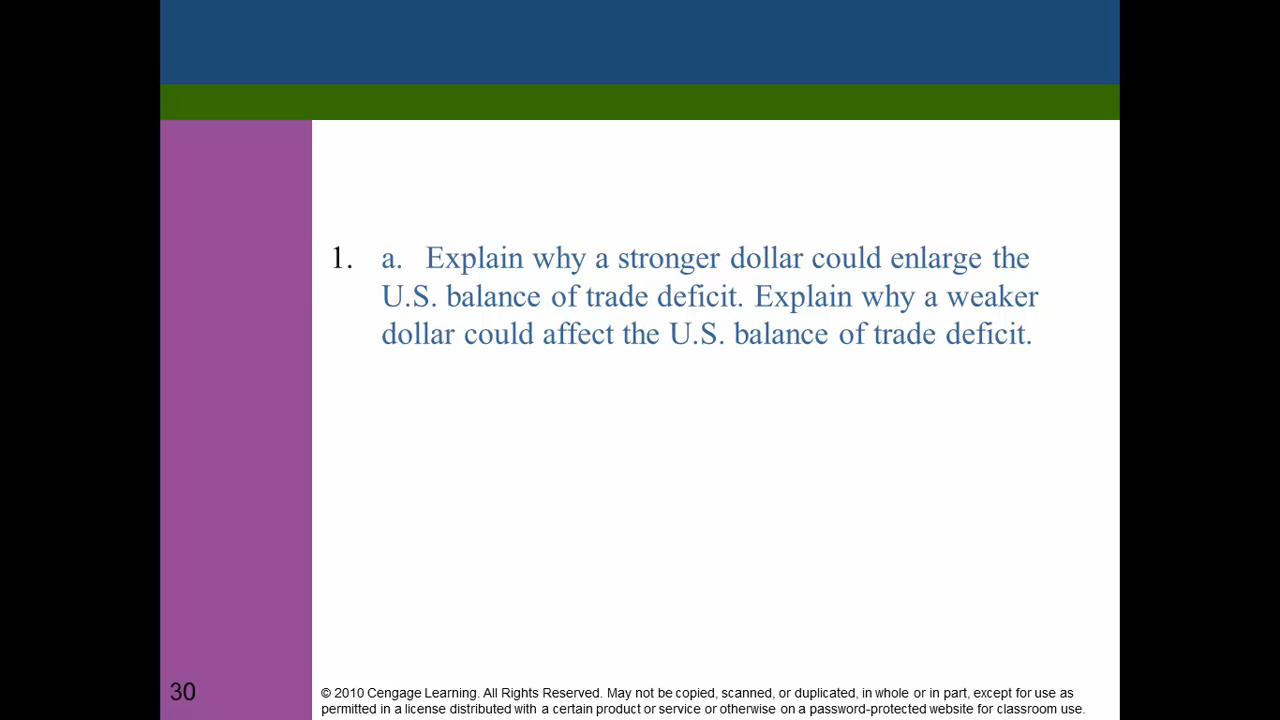 1. a. Explain why a stronger dollar could enlarge the
U.S. balance of trade deficit. Explain why a weaker
dollar could affect the U.S. balance of trade deficit.
30
© 2010 Cengage Learning. All Rights Reserved. May not be copied, scanned, or duplicated, in whole or in part, except for use as
permitted in a license distributed with a certain product or service or otherwise on a password-protected website for classroom use.